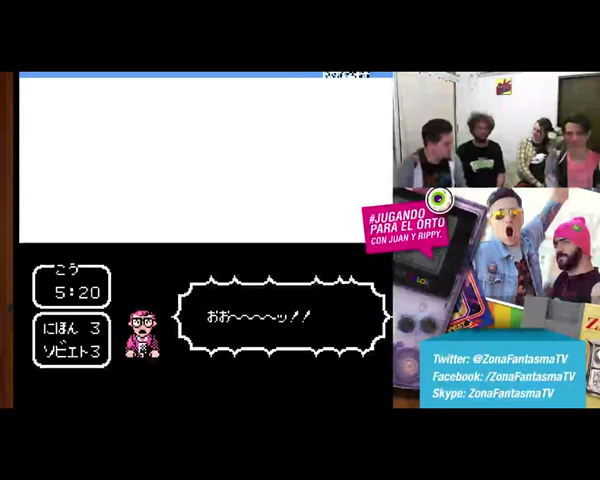 こう
5:20
にほん 3
ソビエト3
おお〜〜〜〜ッ!!
#JUGANDO
PARA EL ORTO
CON JUAN Y RIPPY.
Twitter: @ZonaFantasmaTV
Facebook: /ZonaFantasmaTV
Skype: ZonaFantasmaTV